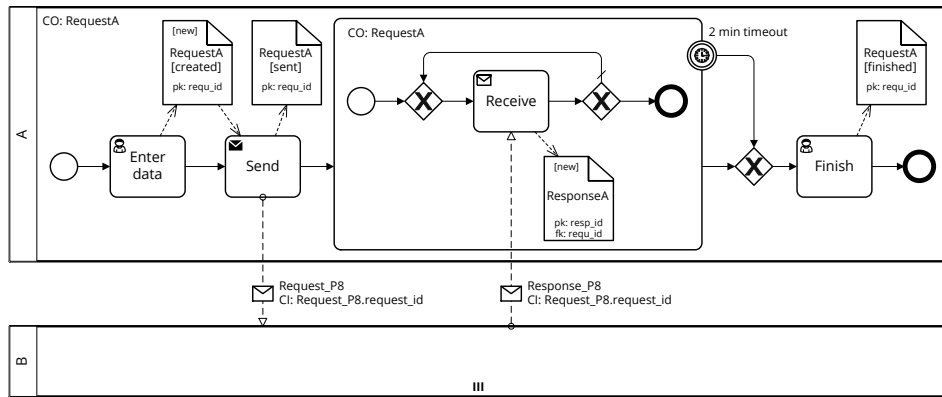 CO: RequestA
[new]
RequestA
[created]
pk: requ_id
RequestA
[sent]
pk: requ_id
CO: RequestA
2 min timeout
RequestA
[finished]
pk: requ_id
A
Enter
data
Send
Receive
Finish
[new]
ResponseA
pk: resp_id
fk: requ_id
Request_P8
CI: Request_P8.request_id
Response_P8
CI: Request_P8.request_id
B